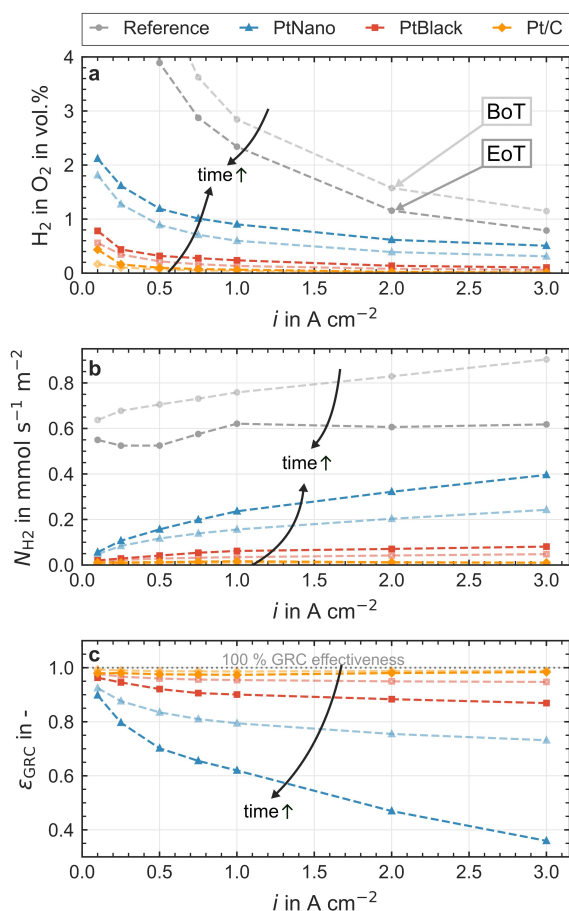 Reference PtNano PtBlack Pt/C
a
4
3
2
1
0
H₂ in O₂ in vol.%
BoT
EoT
time↑
0.0 0.5 1.0 1.5 2.0 2.5 3.0
i in A cm⁻²
b
0.8
0.6
0.4
0.2
0.0
N_H2 in mmol s⁻¹ m⁻²
time↑
0.0 0.5 1.0 1.5 2.0 2.5 3.0
i in A cm⁻²
c
100 % GRC effectiveness
1.0
0.8
0.6
0.4
ε_GRC in -
time↑
0.0 0.5 1.0 1.5 2.0 2.5 3.0
i in A cm⁻²